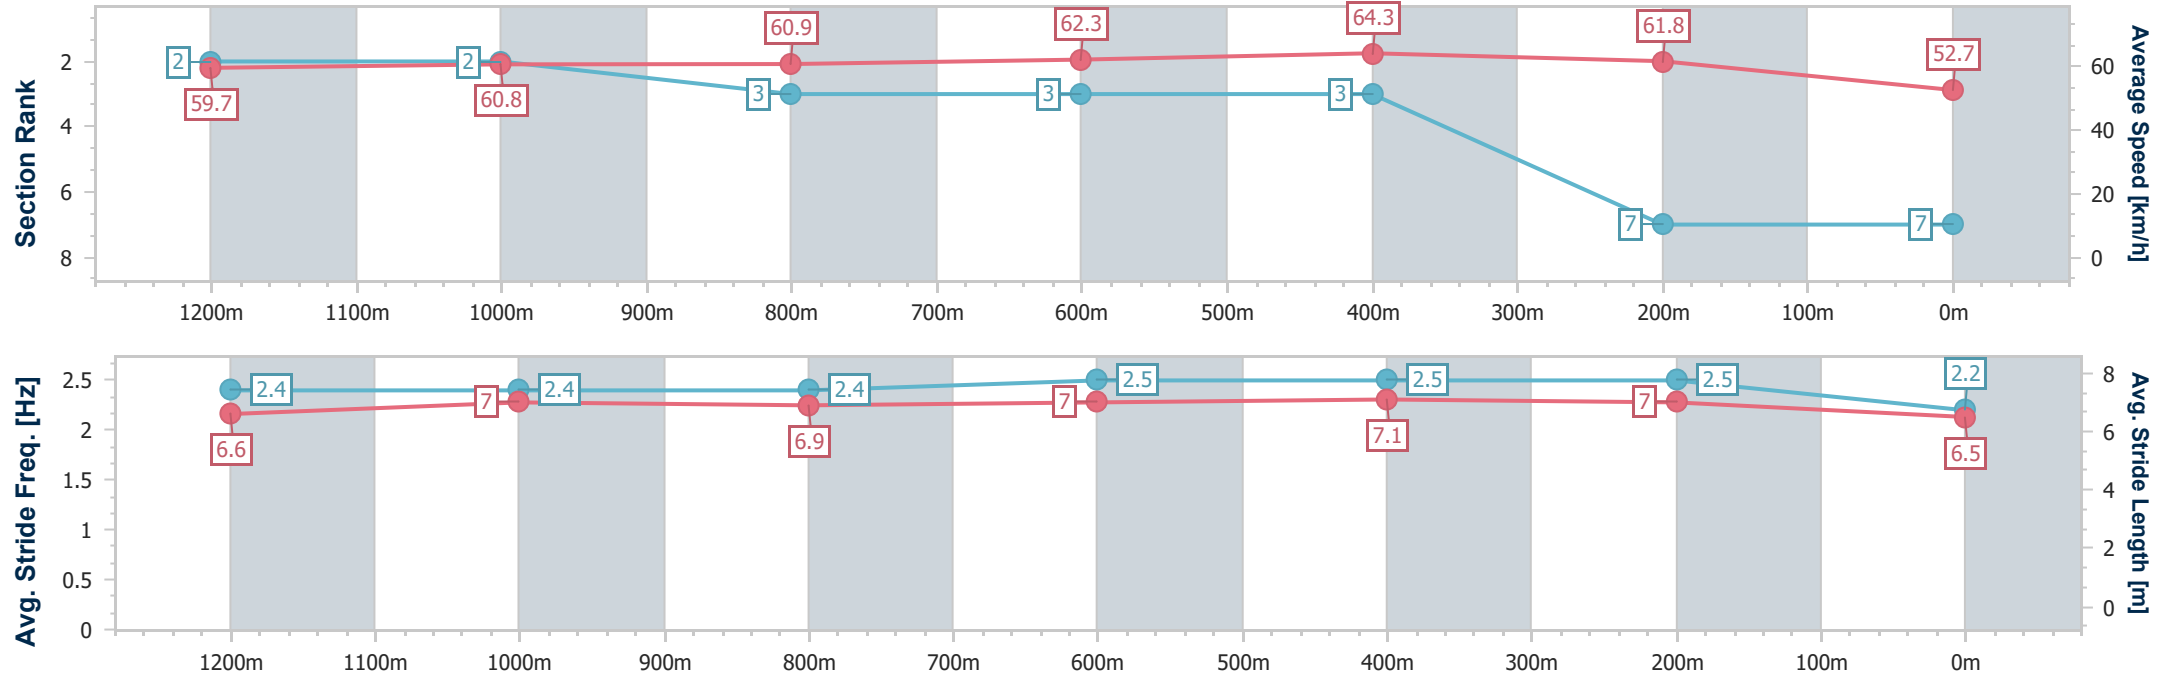 Section Rank
2
4
6
8
2
2
3
3
3
7
7
59.7
60.8
60.9
62.3
64.3
61.8
52.7
60
40
20
0
Average Speed [km/h]
1200m
1100m
1000m
900m
800m
700m
600m
500m
400m
300m
200m
100m
0m
Avg. Stride Freq. [Hz]
2.5
2
1.5
1
0.5
0
2.4
2.4
2.4
2.5
2.5
2.5
2.2
6.6
7
6.9
7
7.1
7
6.5
8
6
4
2
0
Avg. Stride Length [m]
1200m
1100m
1000m
900m
800m
700m
600m
500m
400m
300m
200m
100m
0m